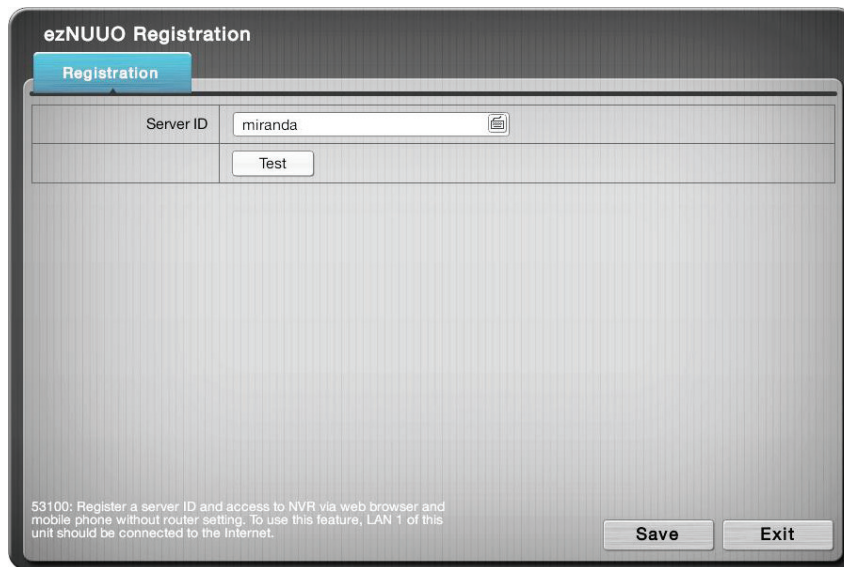 ezNUUO Registration
Registration
Server ID
miranda
Test
53100: Register a server ID and access to NVR via web browser and
mobile phone without router setting. To use this feature, LAN 1 of this
unit should be connected to the Internet.
Save
Exit